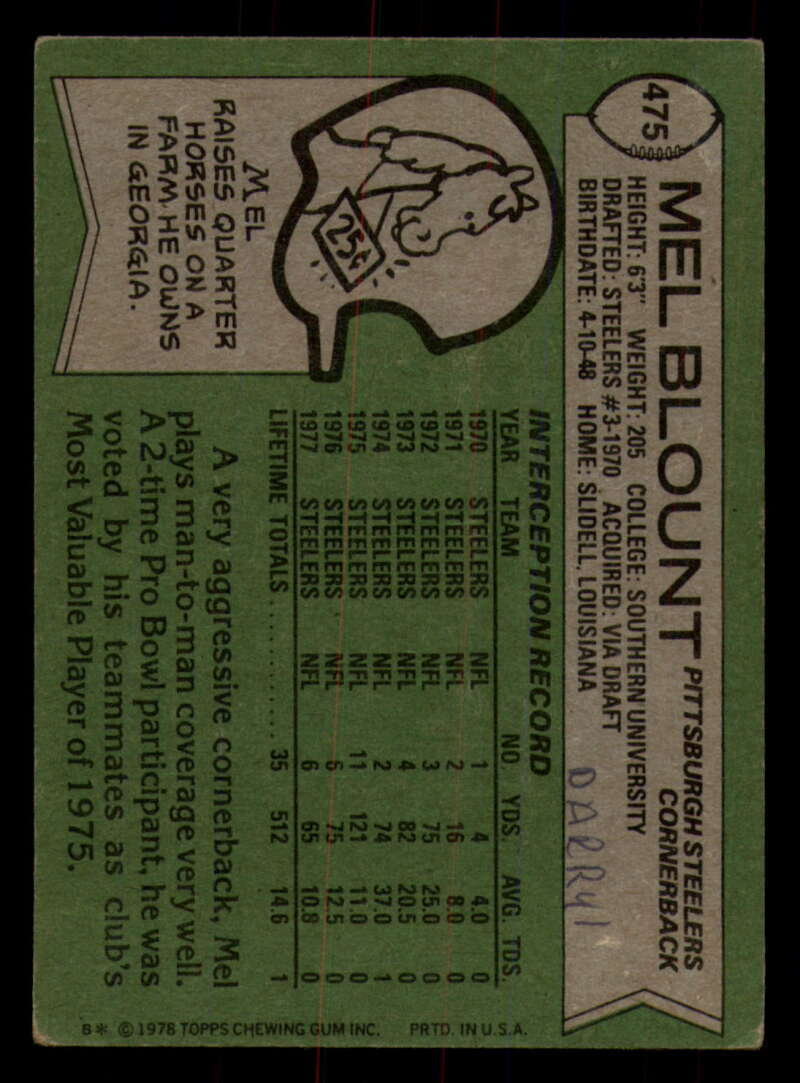 475
MEL BLOUNT
PITTSBURGH STEELERS
CORNERBACK
HEIGHT: 6'3" WEIGHT: 205 COLLEGE: SOUTHERN UNIVERSITY
DRAFTED: STEELERS #3-1970 ACQUIRED: VIA DRAFT
BIRTHDATE: 4-10-48 HOME: SLIDELL, LOUISIANA
DARRYl
25¢
MEL
RAISES QUARTER
HORSES ON A
FARM HE OWNS
IN GEORGIA.
INTERCEPTION RECORD
YEAR TEAM NO. YDS. AVG. TDS.
1970 STEELERS NFL 1 4 4.0 0
1971 STEELERS NFL 2 16 8.0 0
1972 STEELERS NFL 3 75 25.0 0
1973 STEELERS NFL 4 82 20.5 0
1974 STEELERS NFL 2 74 37.0 1
1975 STEELERS NFL 11 121 11.0 0
1976 STEELERS NFL 6 75 12.5 0
1977 STEELERS NFL 6 65 10.8 0
LIFETIME TOTALS 35 512 14.6 1
A very aggressive cornerback, Mel
plays man-to-man coverage very well.
A 2-time Pro Bowl participant, he was
voted by his teammates as club's
Most Valuable Player of 1975.
B* © 1978 TOPPS CHEWING GUM INC. PRTD. IN U.S.A.